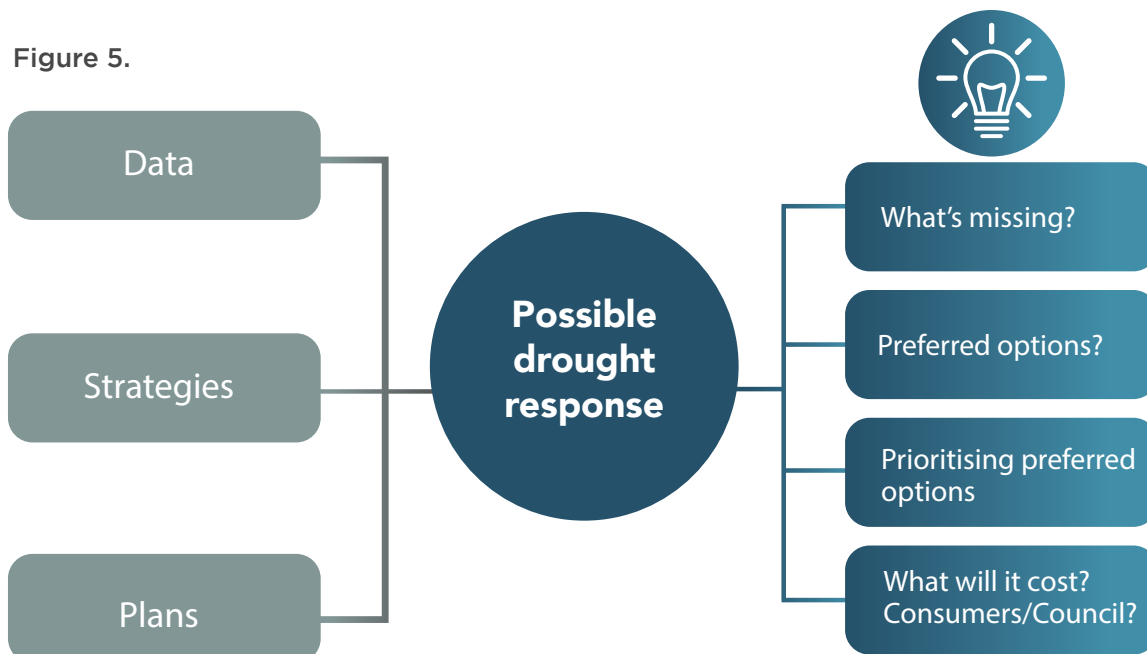 Figure 5.
Data
Strategies
Plans
Possible
drought
response
What’s missing?
Preferred options?
Prioritising preferred
options
What will it cost?
Consumers/Council?